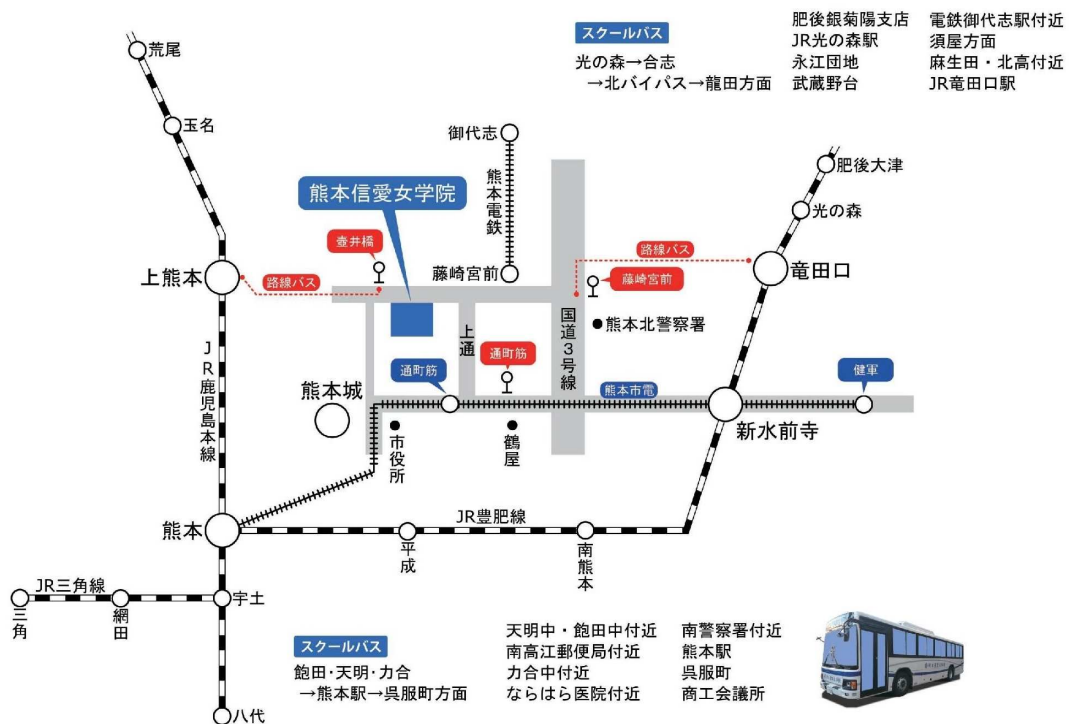 スクールバス
光の森→合志
→北バイパス→龍田方面
肥後銀菊陽支店
JR光の森駅
永江団地
武蔵野台
電鉄御代志駅付近
須屋方面
麻生田・北高付近
JR竜田口駅
荒尾
玉名
御代志
熊本電鉄
藤崎宮前
熊本信愛女学院
壺井橋
路線バス
上熊本
肥後大津
光の森
路線バス
竜田口
藤崎宮前
熊本北警察署
国道3号線
上通
通町筋
通町筋
熊本市電
健軍
熊本城
市役所
鶴屋
新水前寺
JR鹿児島本線
熊本
JR豊肥線
平成
南熊本
JR三角線
三角
網田
宇土
八代
スクールバス
飽田・天明・力合
→熊本駅→呉服町方面
天明中・飽田中付近
南高江郵便局付近
力合中付近
ならはら医院付近
南警察署付近
熊本駅
呉服町
商工会議所